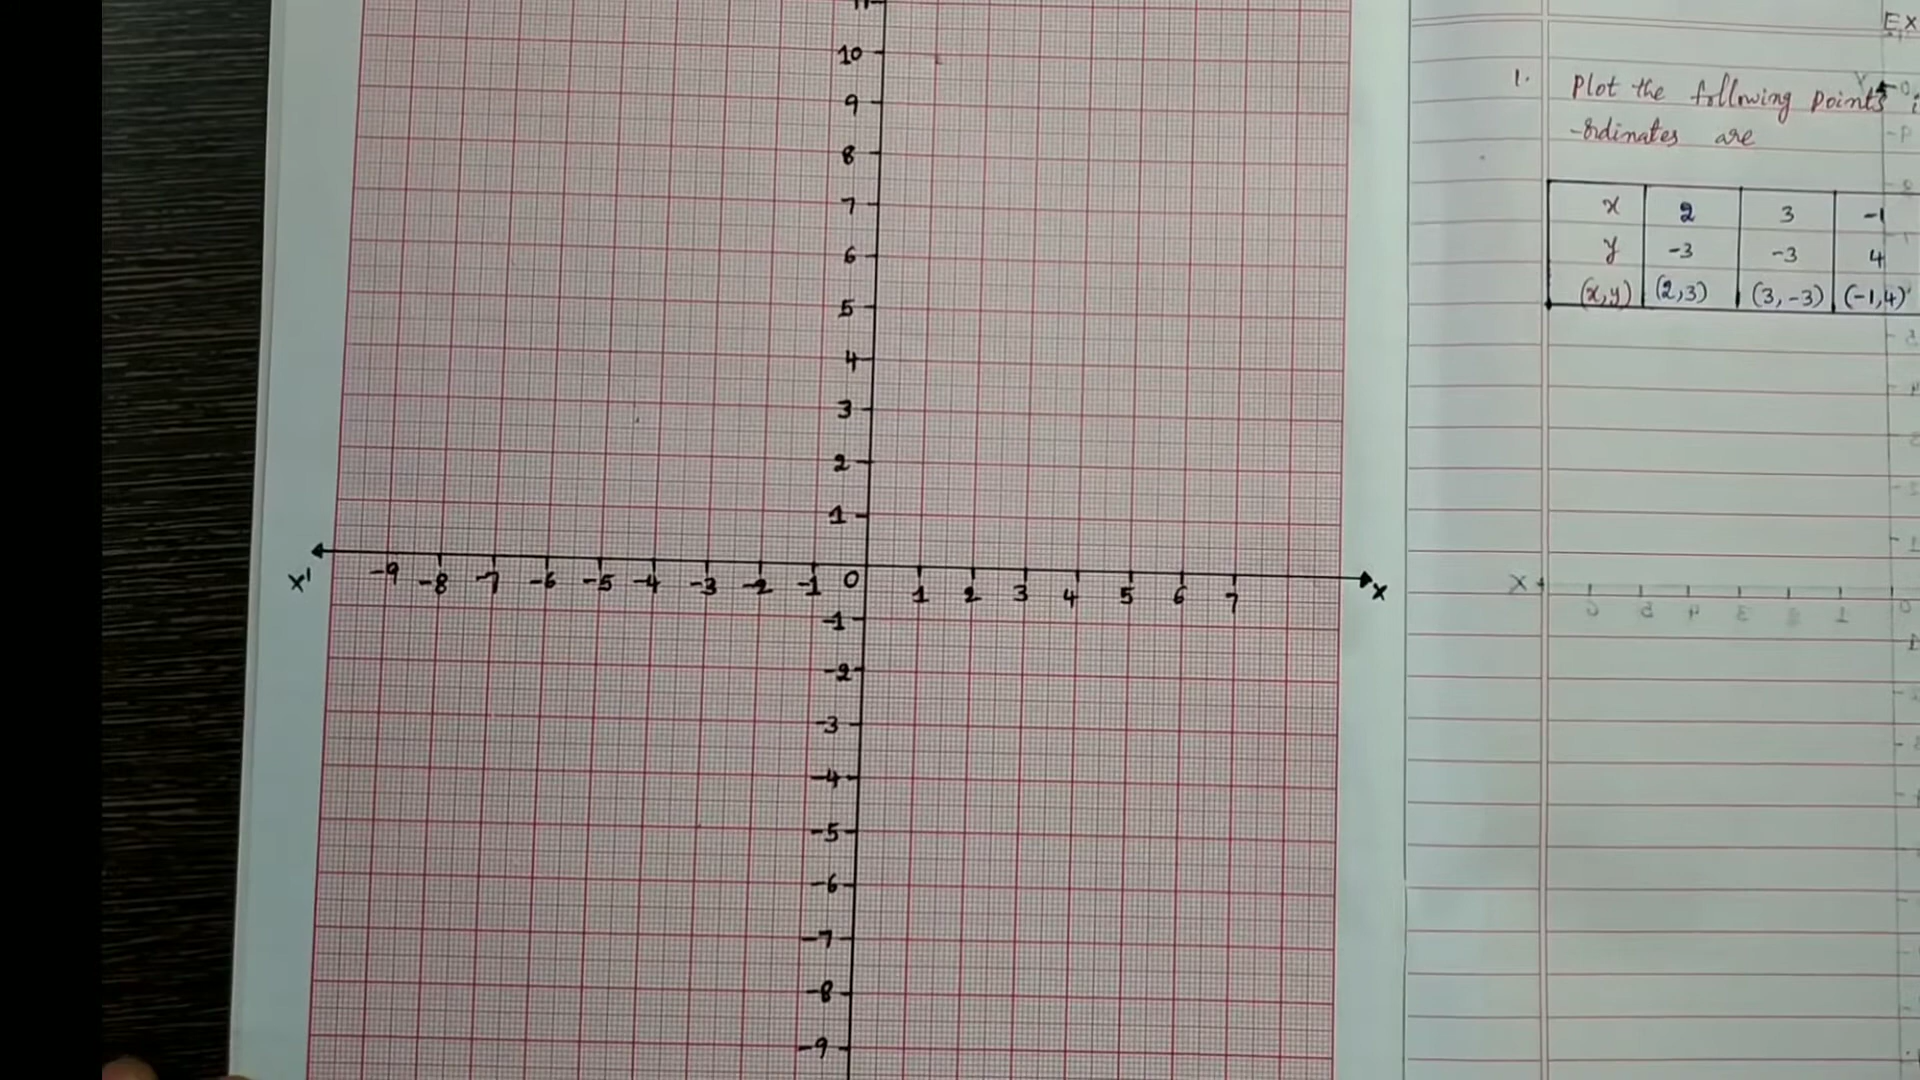 11
10
9
8
7
6
5
4
3
2
1
X' -9 -8 -7 -6 -5 -4 -3 -2 -1 0 1 2 3 4 5 6 7 X
-1
-2
-3
-4
-5
-6
-7
-8
-9
Ex
1. Plot the following points i
-ordinates are
x 2 3 -1
y -3 -3 4
(x,y) (2,3) (3,-3) (-1,4)